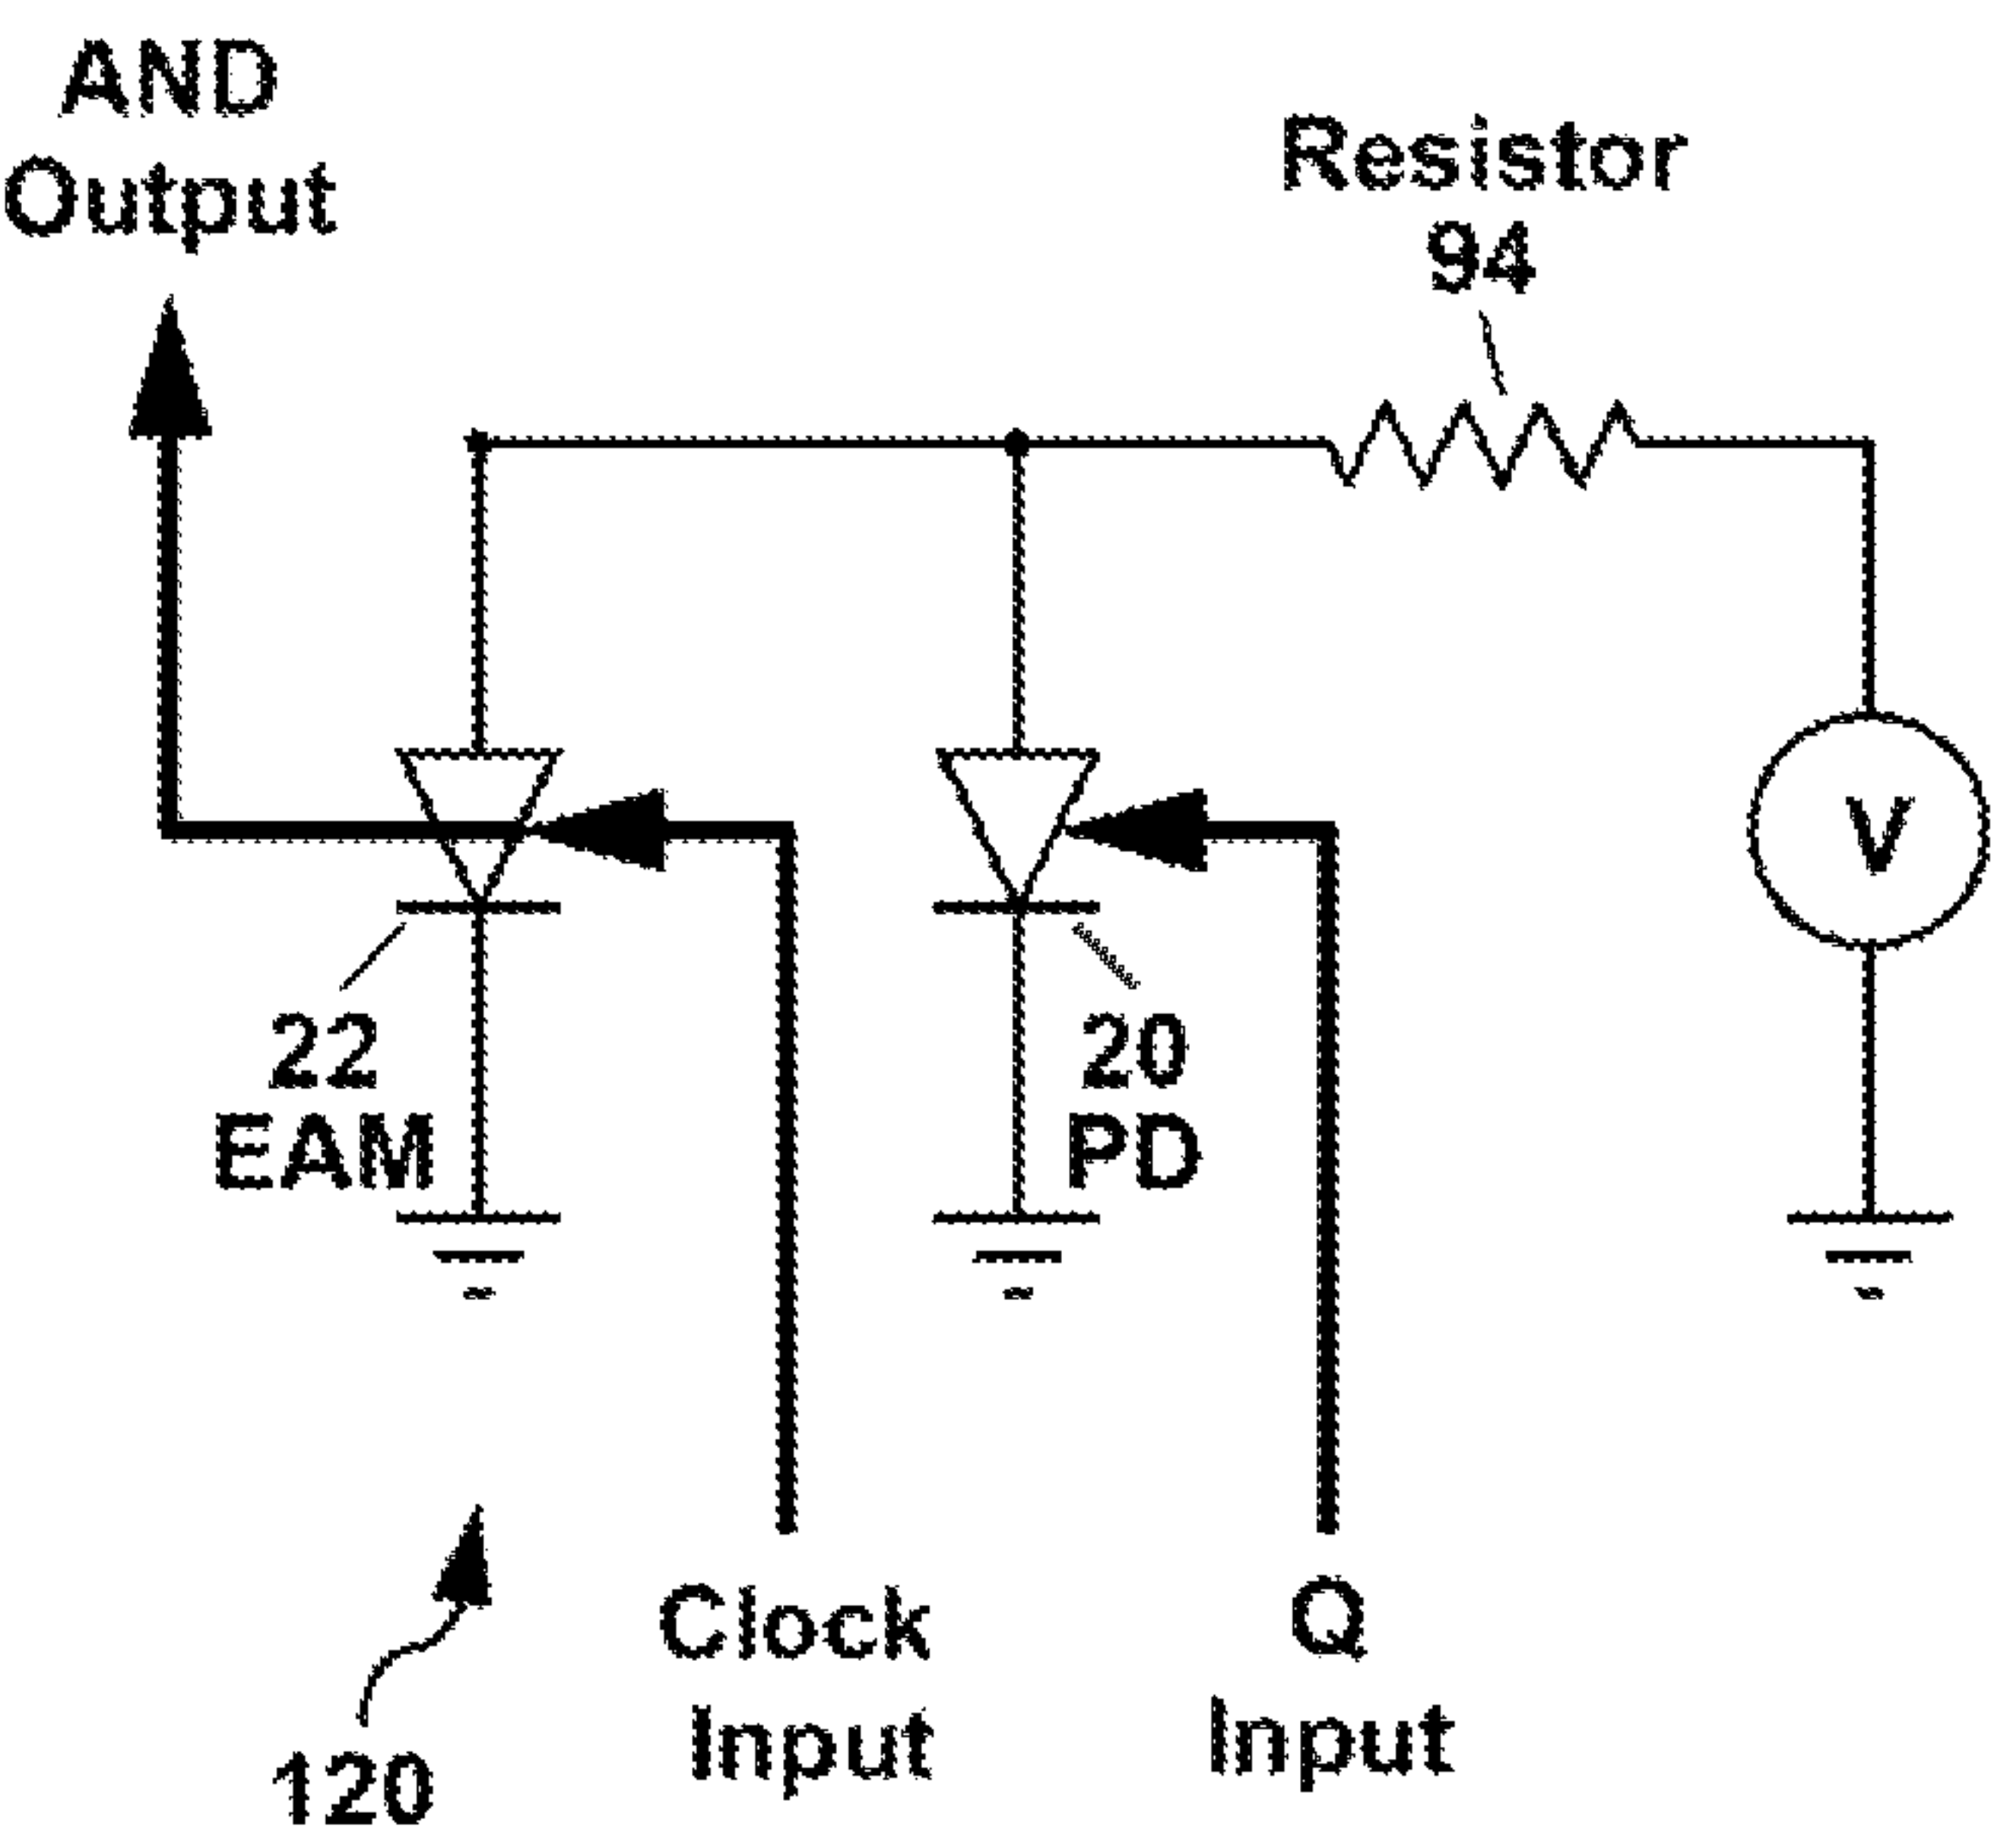 AND
Output
Resistor
94
V
22
EAM
20
PD
Clock
Input
Q
Input
120